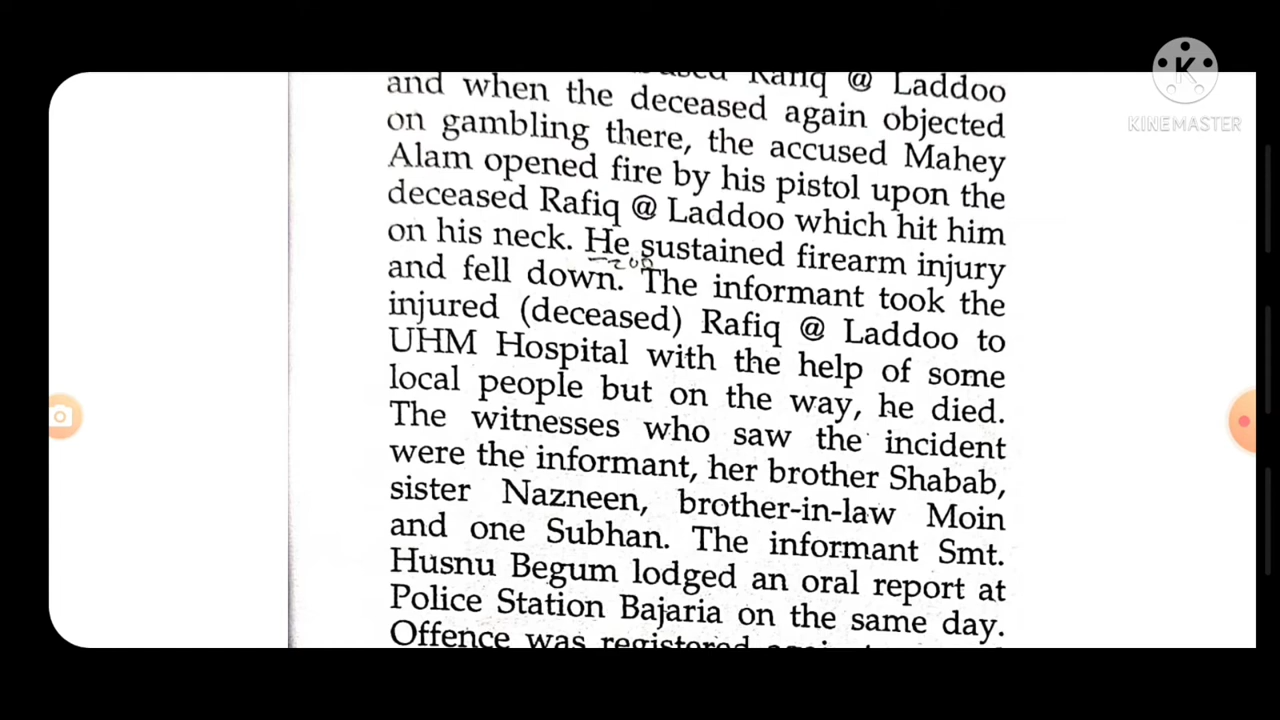 Rafiq @ Laddoo
and when the deceased again objected
on gambling there, the accused Mahey
Alam opened fire by his pistol upon the
deceased Rafiq @ Laddoo which hit him
on his neck. He sustained firearm injury
and fell down. The informant took the
injured (deceased) Rafiq @ Laddoo to
UHM Hospital with the help of some
local people but on the way, he died.
The witnesses who saw the incident
were the informant, her brother Shabab,
sister Nazneen, brother-in-law Moin
and one Subhan. The informant Smt.
Husnu Begum lodged an oral report at
Police Station Bajaria on the same day.
Offence was registered
K
KINEMASTER